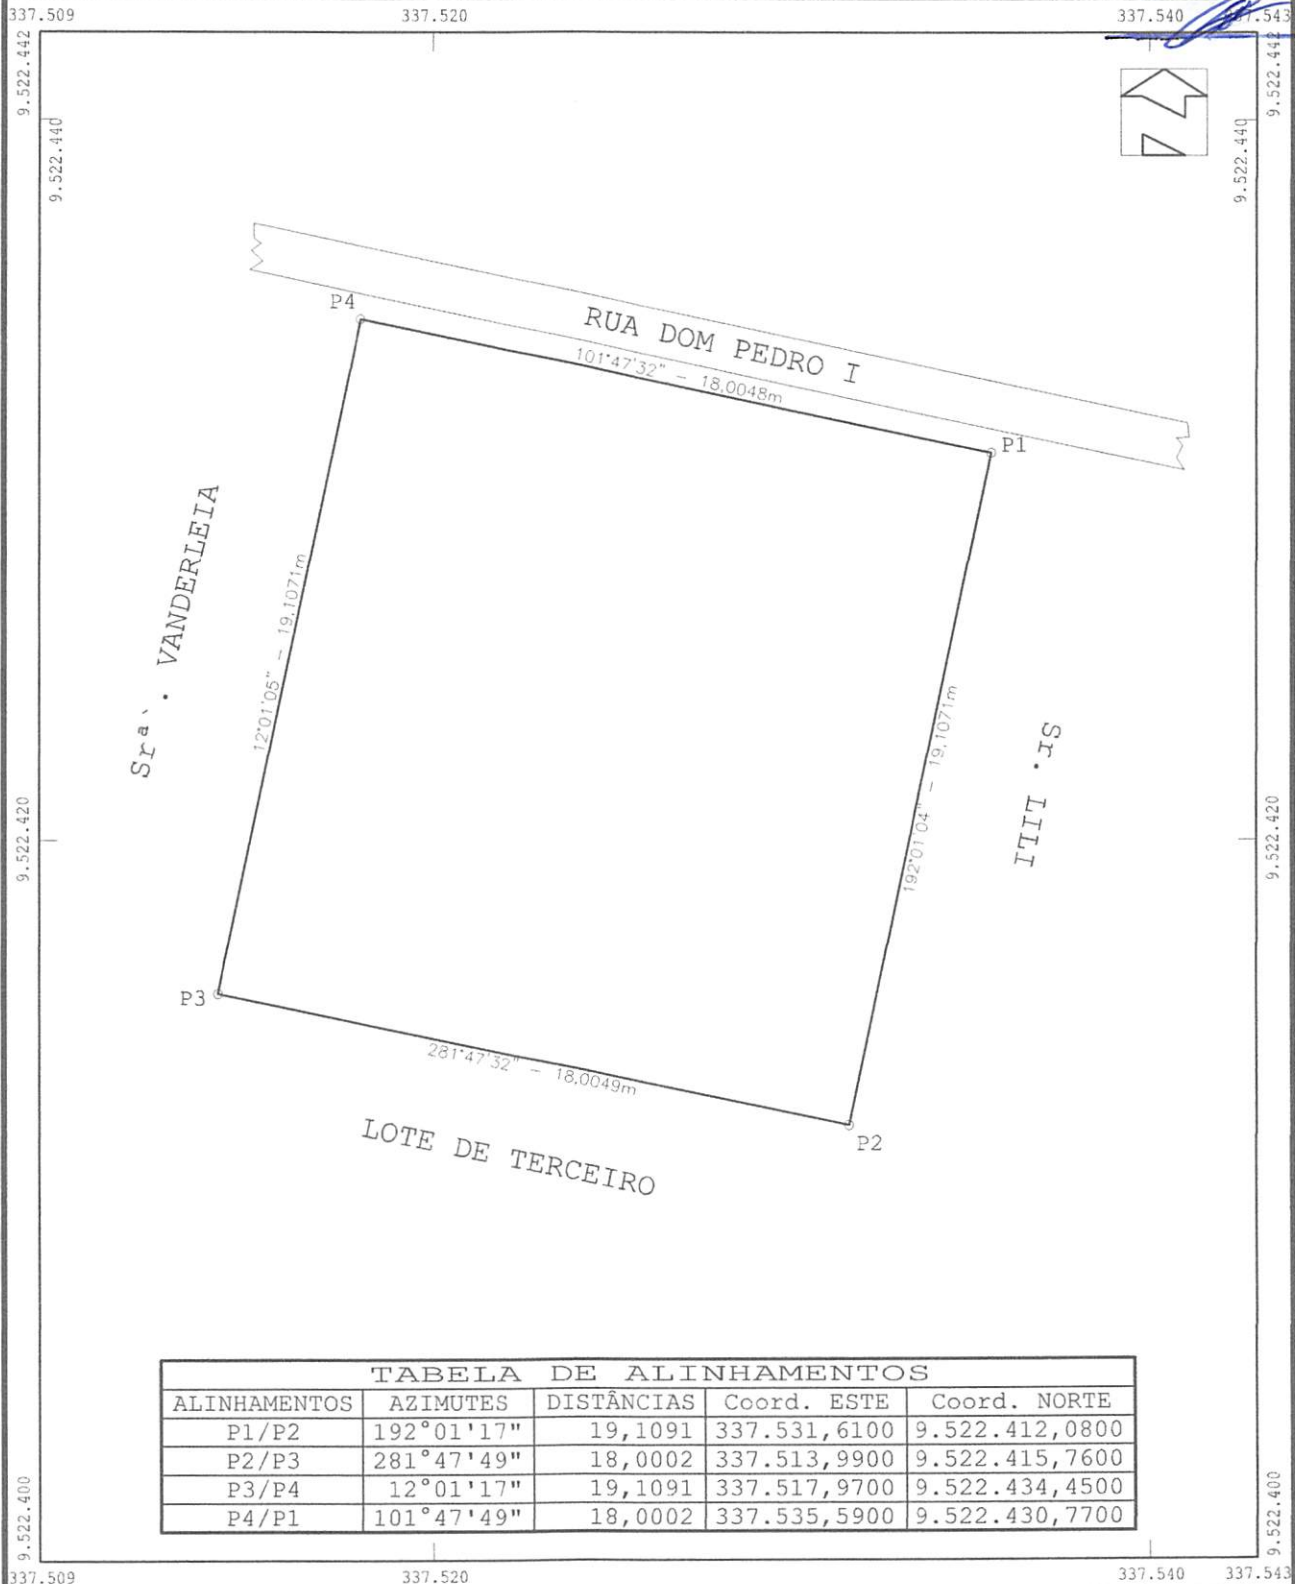 337.509 337.520 337.540 337.543
9.522.442 9.522.442
9.522.440 9.522.440
P4
RUA DOM PEDRO I
101°47'32" - 18,0048m
P1
Srª`. VANDERLEIA
12°01'05" - 19,1071m
192°01'04" - 19,1071m
Sr. LILI
9.522.420 9.522.420
P3
281°47'32" - 18,0049m
P2
LOTE DE TERCEIRO
TABELA DE ALINHAMENTOS
ALINHAMENTOS AZIMUTES DISTÂNCIAS Coord. ESTE Coord. NORTE
P1/P2 192°01'17" 19,1091 337.531,6100 9.522.412,0800
P2/P3 281°47'49" 18,0002 337.513,9900 9.522.415,7600
P3/P4 12°01'17" 19,1091 337.517,9700 9.522.434,4500
P4/P1 101°47'49" 18,0002 337.535,5900 9.522.430,7700
9.522.400 9.522.400
337.509 337.520 337.540 337.543